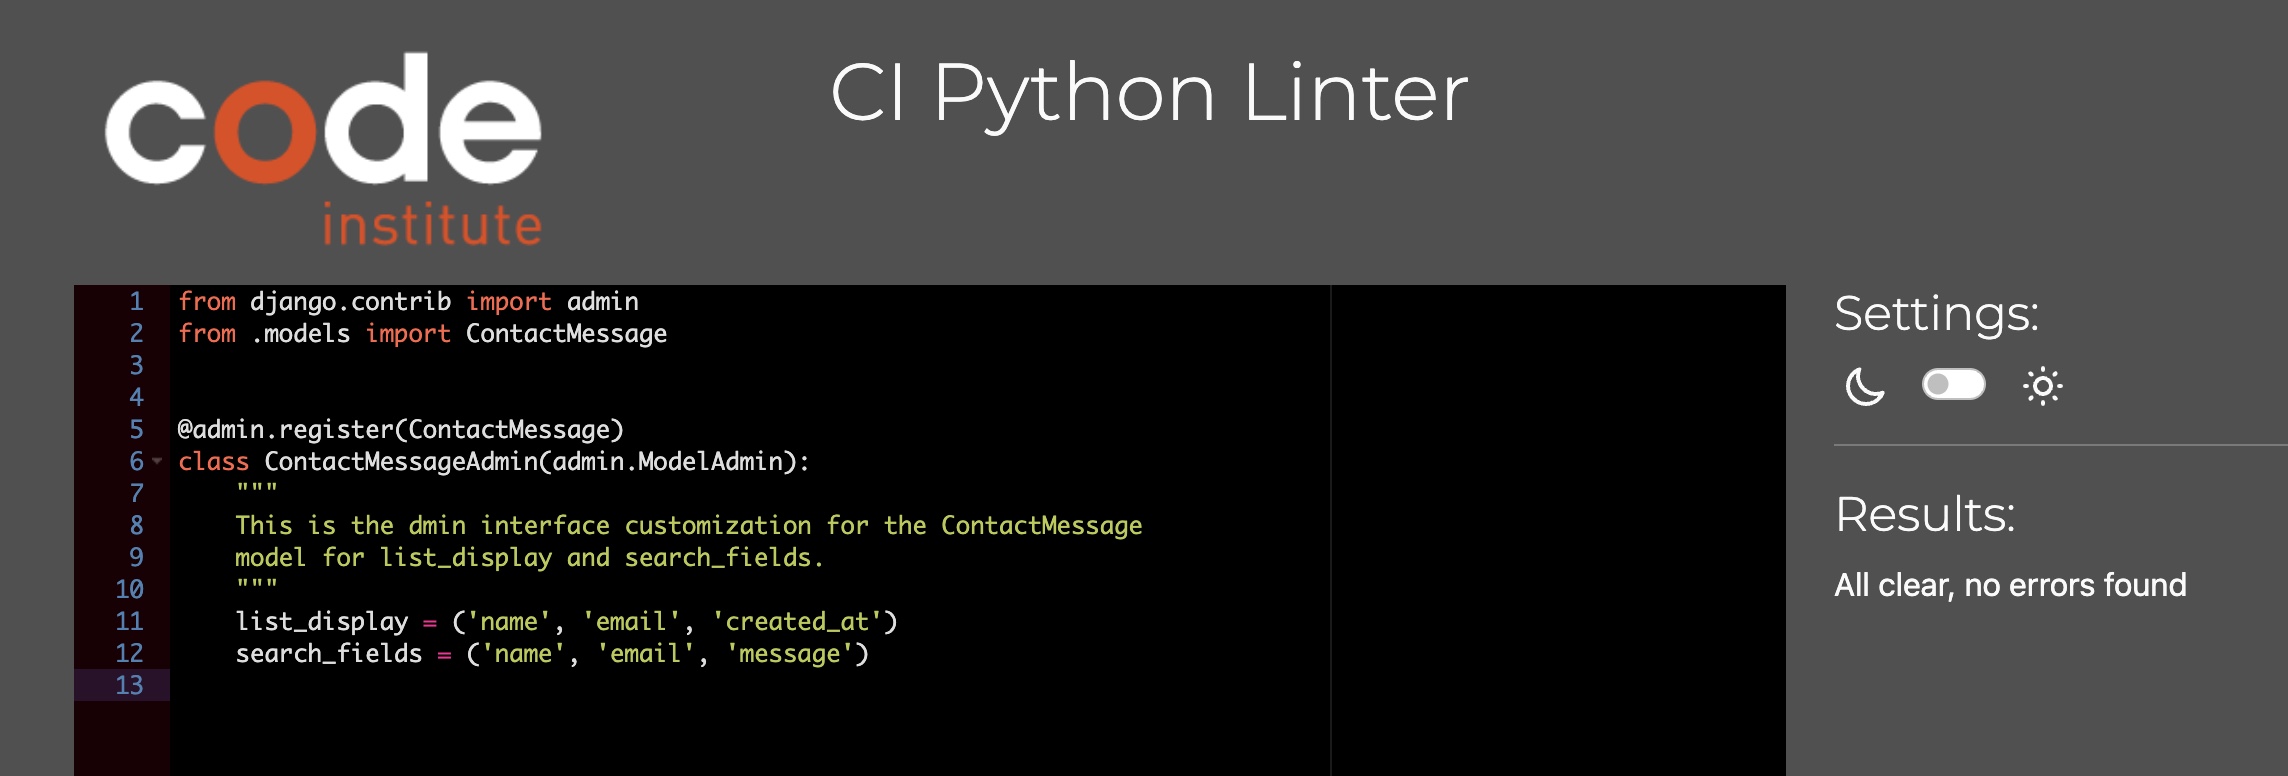 code
institute
CI Python Linter
1 from django.contrib import admin
2 from .models import ContactMessage
3
4
5 @admin.register(ContactMessage)
6 class ContactMessageAdmin(admin.ModelAdmin):
7     """
8     This is the dmin interface customization for the ContactMessage
9     model for list_display and search_fields.
10     """
11     list_display = ('name', 'email', 'created_at')
12     search_fields = ('name', 'email', 'message')
13
Settings:
Results:
All clear, no errors found